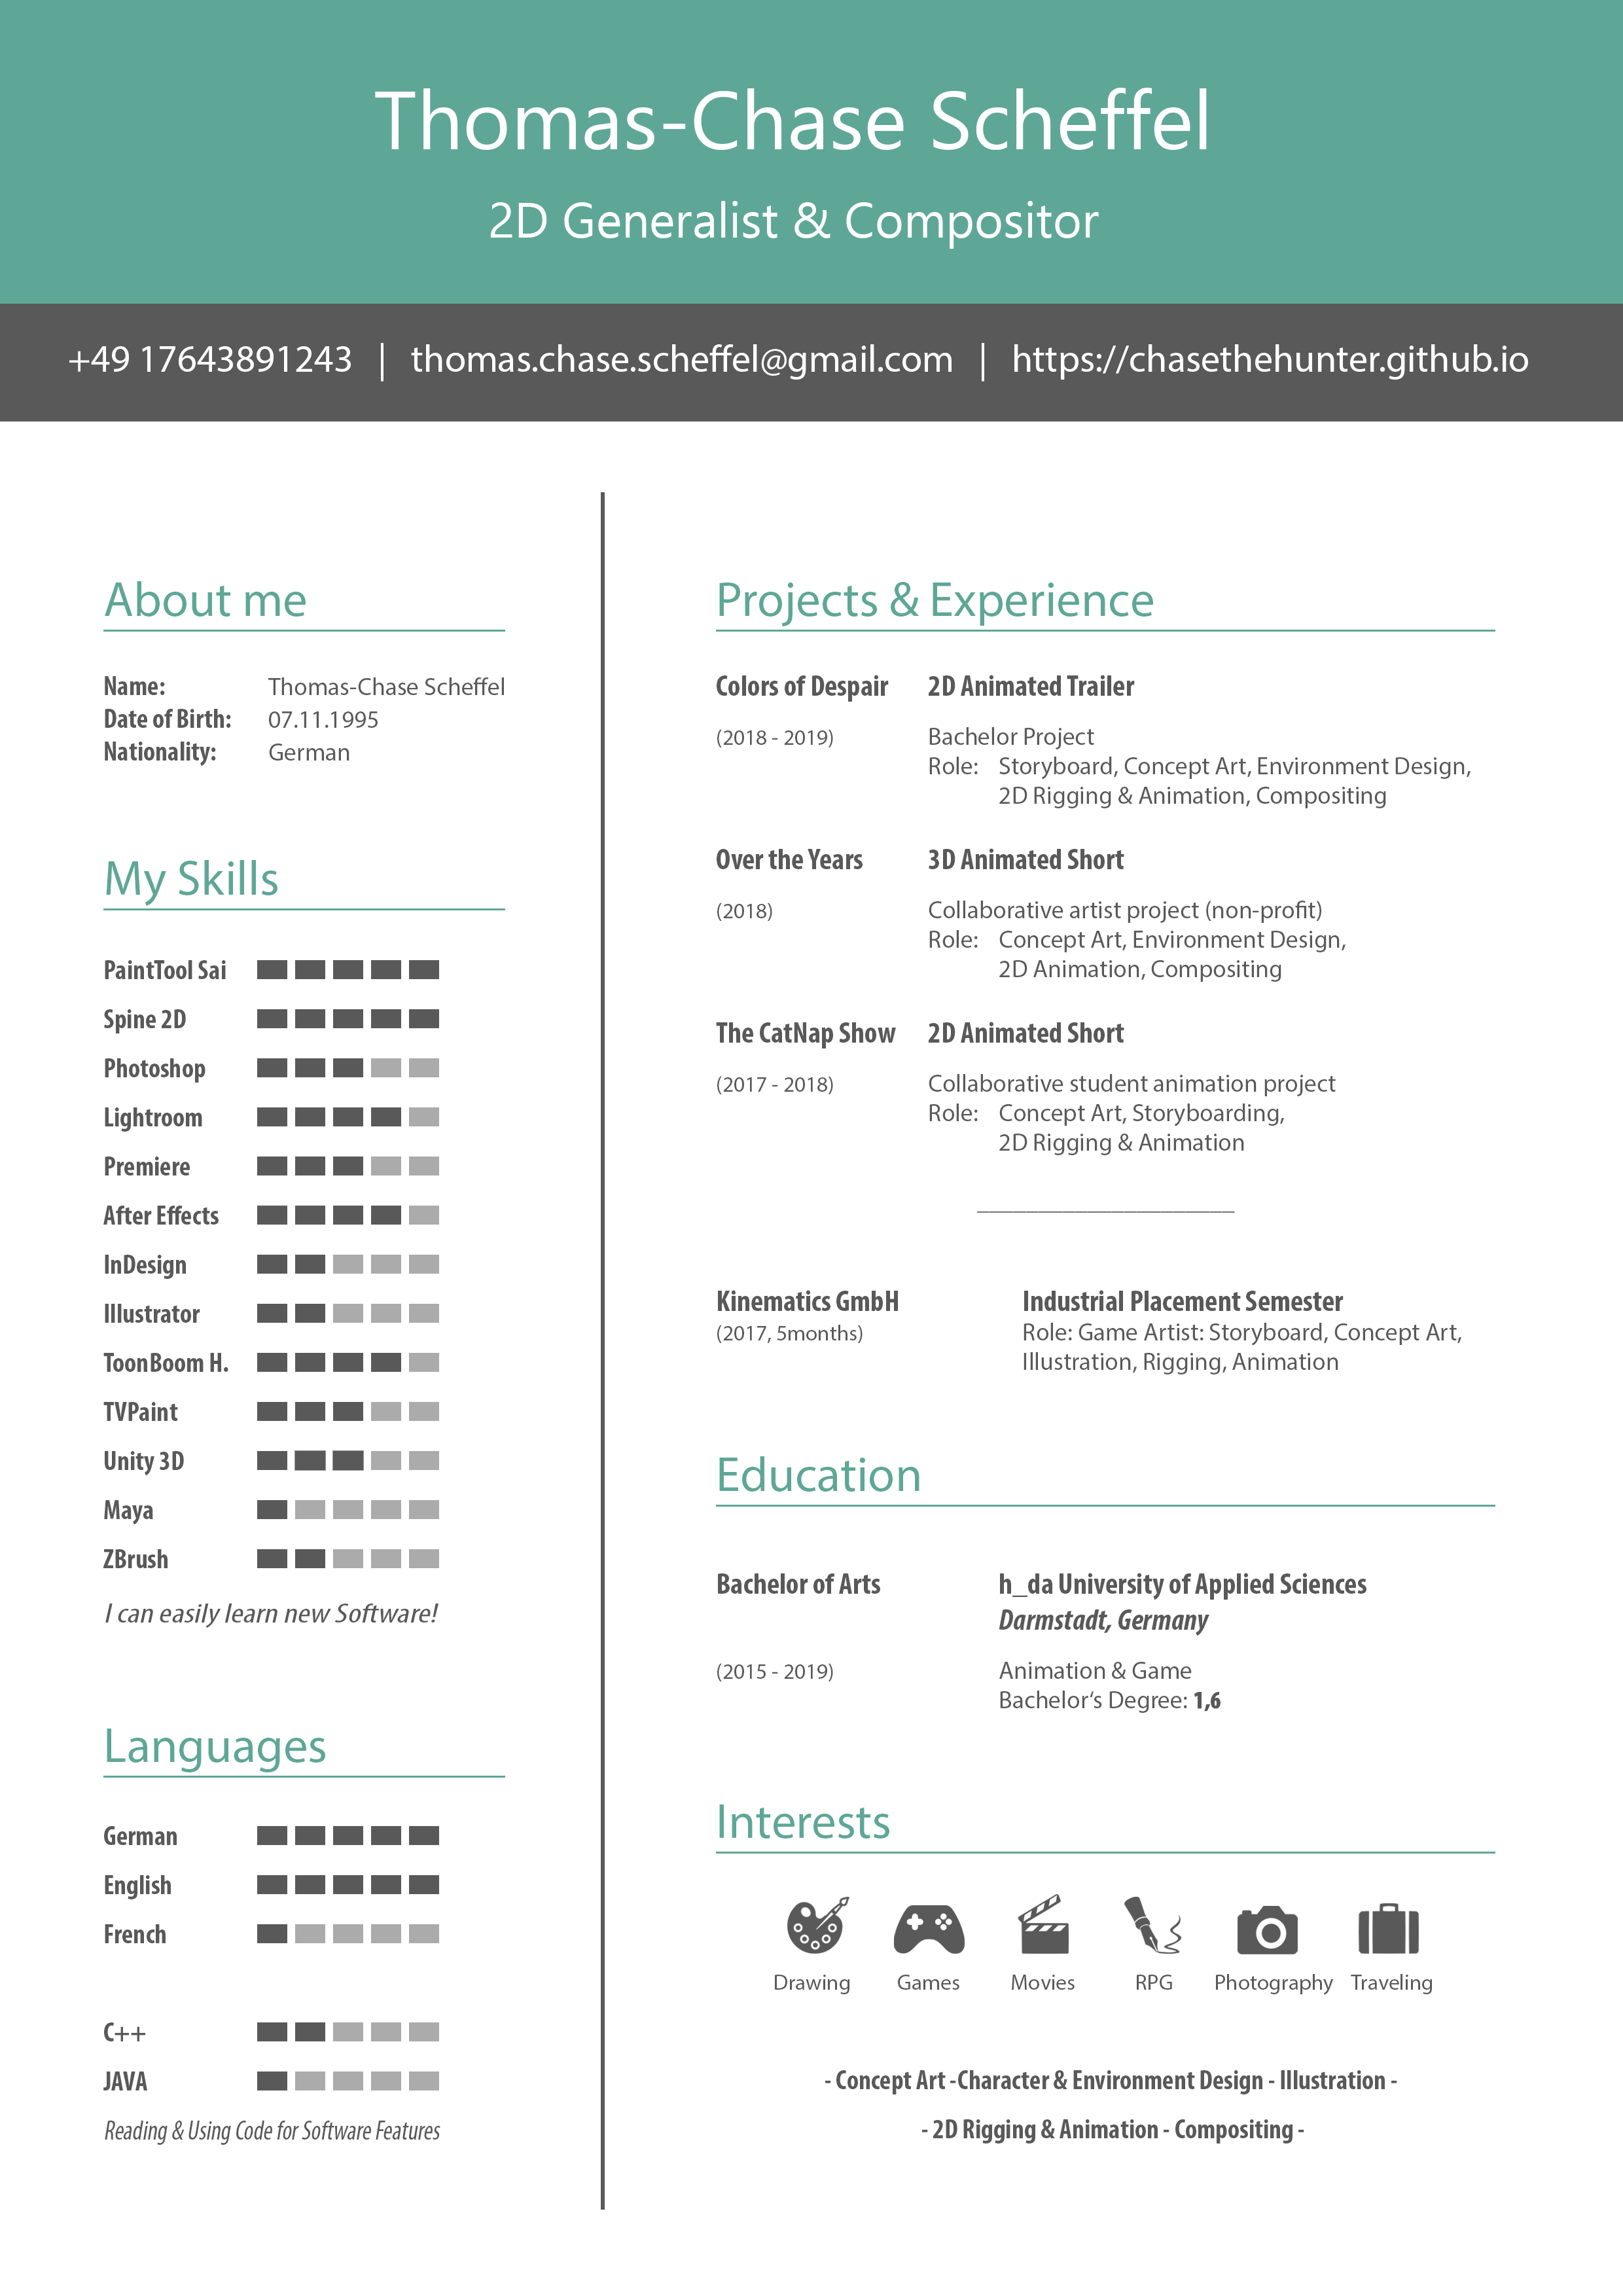 Thomas-Chase Scheffel
2D Generalist & Compositor
+49 17643891243 | thomas.chase.scheffel@gmail.com | https://chasethehunter.github.io
About me
Name: Thomas-Chase Scheffel
Date of Birth: 07.11.1995
Nationality: German
My Skills
PaintTool Sai
Spine 2D
Photoshop
Lightroom
Premiere
After Effects
InDesign
Illustrator
ToonBoom H.
TVPaint
Unity 3D
Maya
ZBrush
I can easily learn new Software!
Languages
German
English
French
C++
JAVA
Reading & Using Code for Software Features
Projects & Experience
Colors of Despair 2D Animated Trailer
(2018 - 2019) Bachelor Project
Role: Storyboard, Concept Art, Environment Design,
2D Rigging & Animation, Compositing
Over the Years 3D Animated Short
(2018) Collaborative artist project (non-profit)
Role: Concept Art, Environment Design,
2D Animation, Compositing
The CatNap Show 2D Animated Short
(2017 - 2018) Collaborative student animation project
Role: Concept Art, Storyboarding,
2D Rigging & Animation
Kinematics GmbH Industrial Placement Semester
(2017, 5months) Role: Game Artist: Storyboard, Concept Art,
Illustration, Rigging, Animation
Education
Bachelor of Arts h_da University of Applied Sciences
Darmstadt, Germany
(2015 - 2019) Animation & Game
Bachelor‘s Degree: 1,6
Interests
Drawing Games Movies RPG Photography Traveling
- Concept Art -Character & Environment Design - Illustration -
- 2D Rigging & Animation - Compositing -